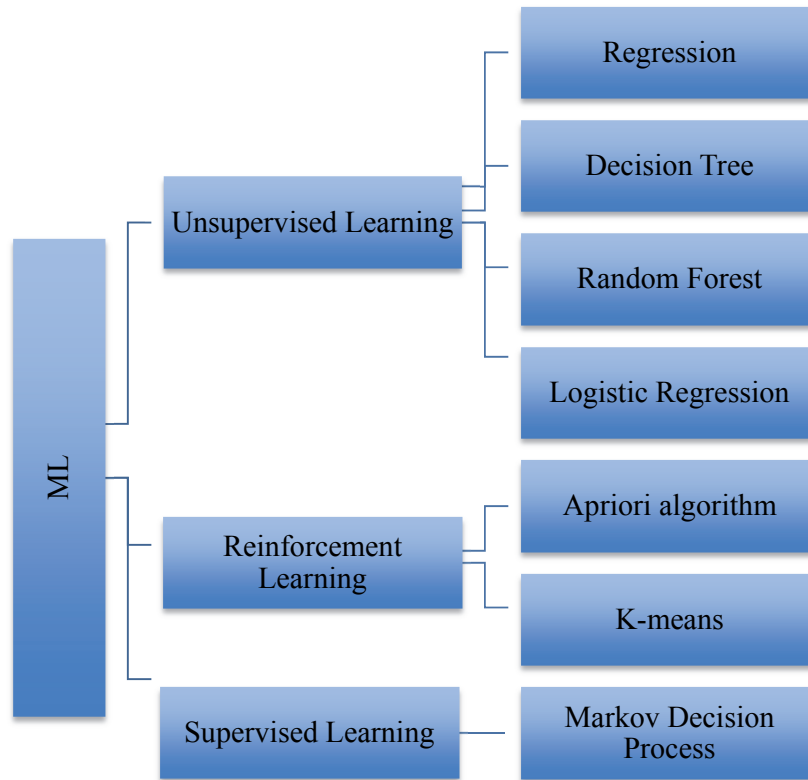 ML
Unsupervised Learning
Regression
Decision Tree
Random Forest
Logistic Regression
Reinforcement
Learning
Apriori algorithm
K-means
Supervised Learning
Markov Decision
Process